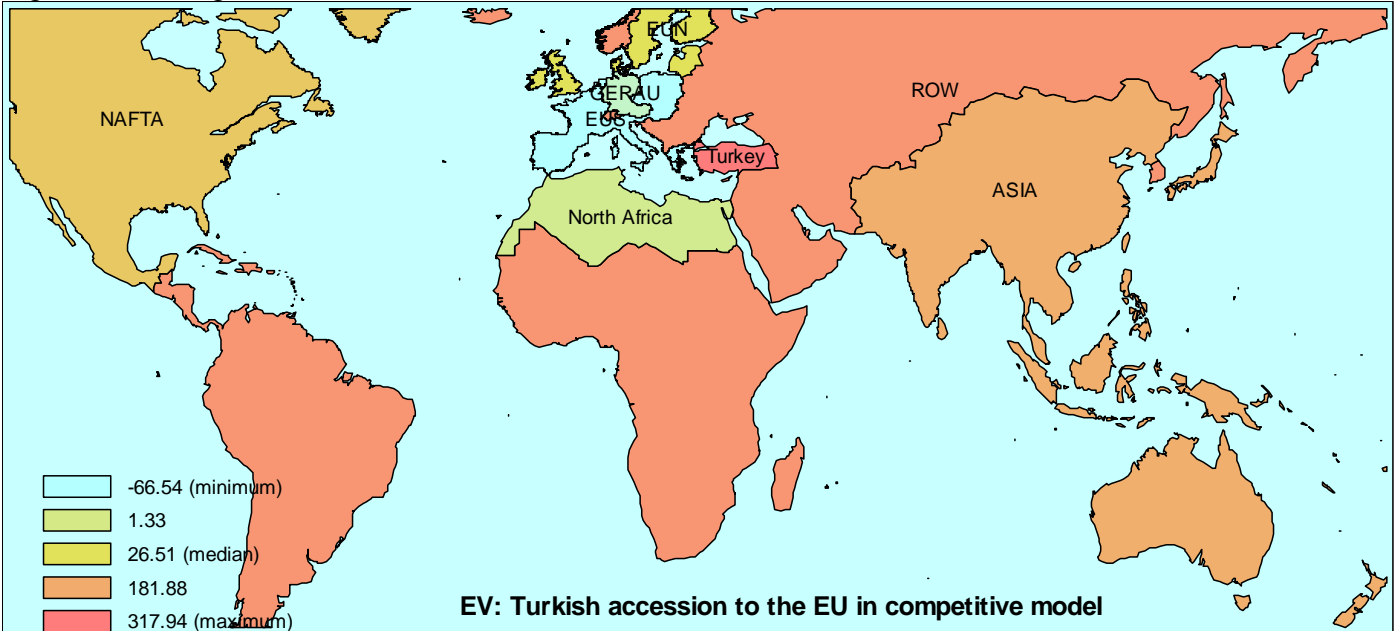 EUN
NAFTA
GERAU
ROW
EUS
Turkey
ASIA
North Africa
-66.54 (minimum)
1.33
26.51 (median)
181.88
317.94 (maximum)
EV: Turkish accession to the EU in competitive model